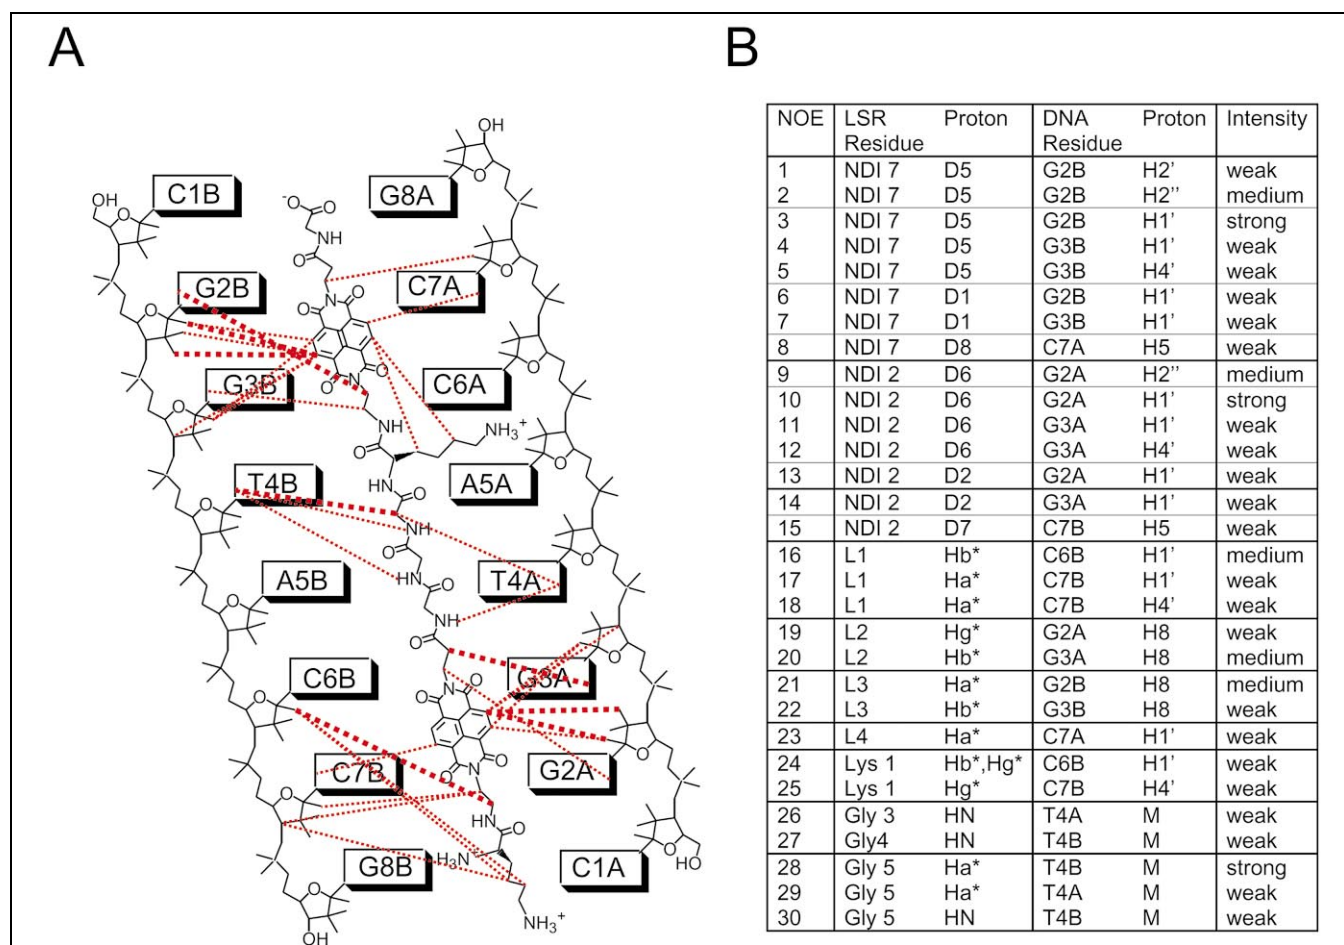 A
B
OH
G8A
C1B
OH
⁻O
O
NH
O
G2B
C7A
O
N
O
G3B
C6A
O
N
O
NH
NH₃⁺
O
T4B
NH
A5A
O
NH
O
HN
O
A5B
T4A
NH
O
C6B
G3A
O
N
O
C7B
G2A
O
N
O
NH
O
G8B
H₃N
C1A
HO
NH₃⁺
OH
NOE LSR Residue Proton DNA Residue Proton Intensity
1 NDI 7 D5 G2B H2' weak
2 NDI 7 D5 G2B H2'' medium
3 NDI 7 D5 G2B H1' strong
4 NDI 7 D5 G3B H1' weak
5 NDI 7 D5 G3B H4' weak
6 NDI 7 D1 G2B H1' weak
7 NDI 7 D1 G3B H1' weak
8 NDI 7 D8 C7A H5 weak
9 NDI 2 D6 G2A H2'' medium
10 NDI 2 D6 G2A H1' strong
11 NDI 2 D6 G3A H1' weak
12 NDI 2 D6 G3A H4' weak
13 NDI 2 D2 G2A H1' weak
14 NDI 2 D2 G3A H1' weak
15 NDI 2 D7 C7B H5 weak
16 L1 Hb* C6B H1' medium
17 L1 Ha* C7B H1' weak
18 L1 Ha* C7B H4' weak
19 L2 Hg* G2A H8 weak
20 L2 Hb* G3A H8 medium
21 L3 Ha* G2B H8 medium
22 L3 Hb* G3B H8 weak
23 L4 Ha* C7A H1' weak
24 Lys 1 Hb*,Hg* C6B H1' weak
25 Lys 1 Hg* C7B H4' weak
26 Gly 3 HN T4A M weak
27 Gly4 HN T4B M weak
28 Gly 5 Ha* T4B M strong
29 Gly 5 Ha* T4A M weak
30 Gly 5 HN T4B M weak